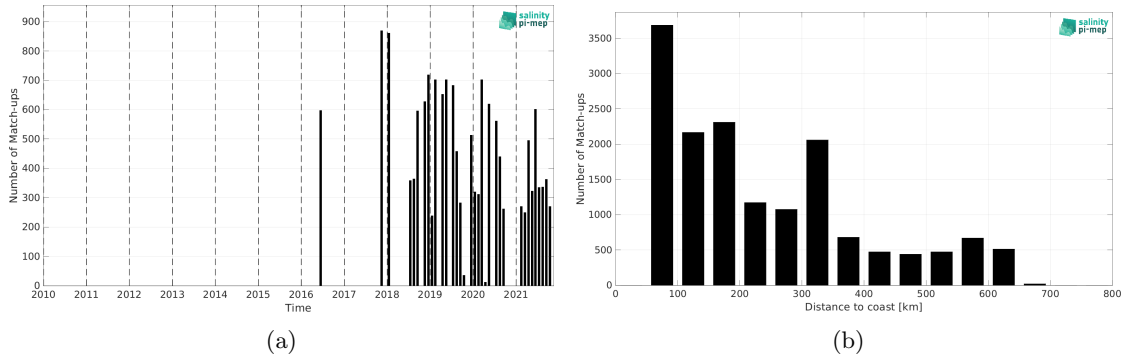 900
800
700
600
500
400
300
200
100
0
Number of Match-ups
2010 2011 2012 2013 2014 2015 2016 2017 2018 2019 2020 2021
Time
salinity
pi-mep
(a)
3500
3000
2500
2000
1500
1000
500
0
Number of Match-ups
0 100 200 300 400 500 600 700 800
Distance to coast [km]
salinity
pi-mep
(b)